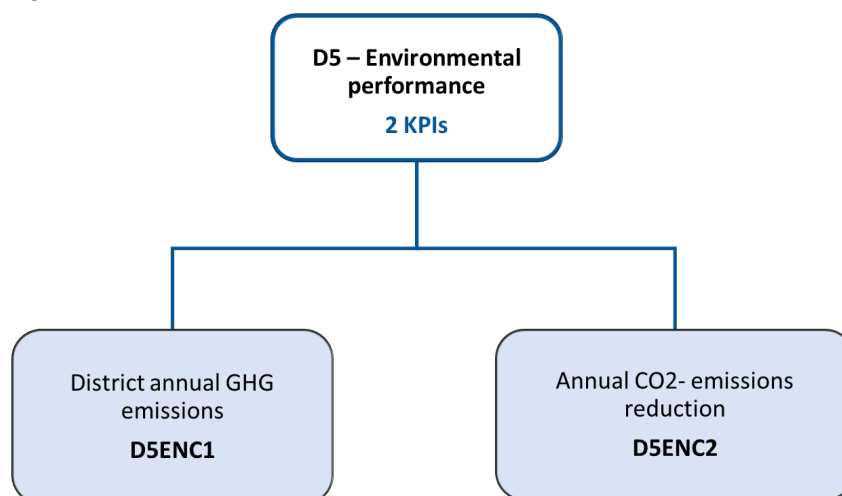 D5 – Environmental
performance
2 KPIs
District annual GHG
emissions
D5ENC1
Annual CO2- emissions
reduction
D5ENC2